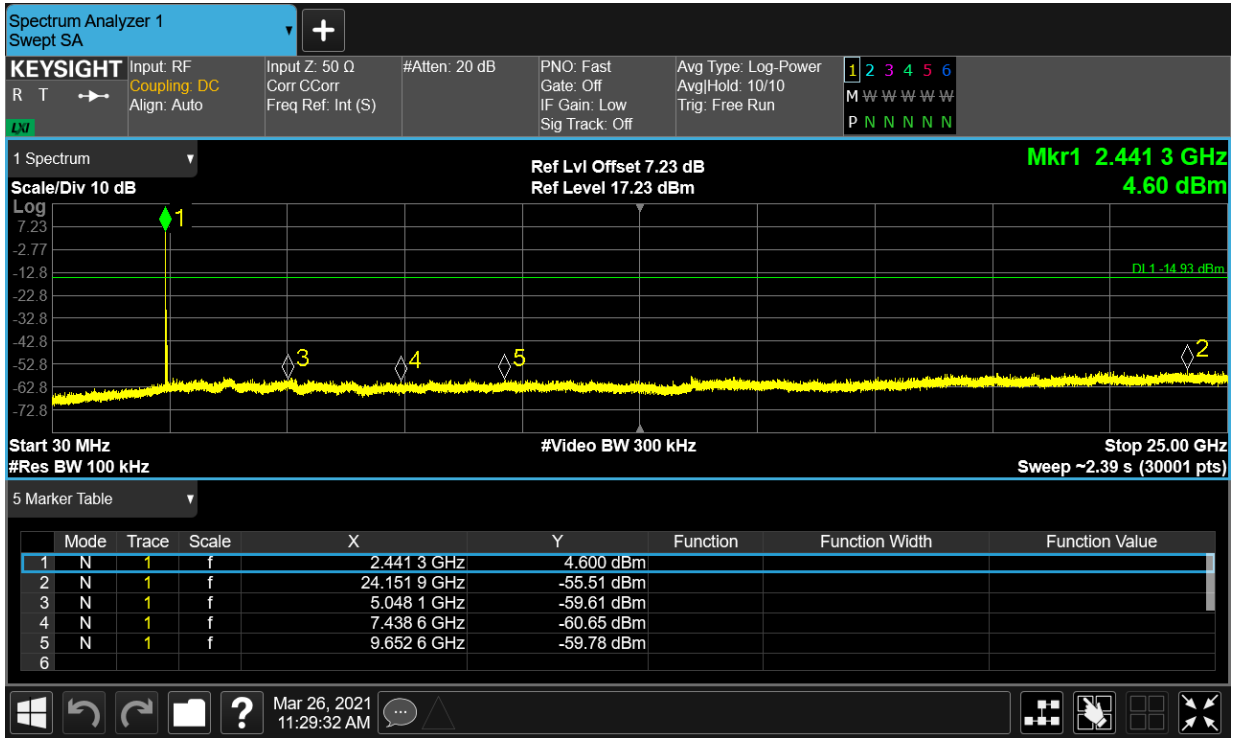 Spectrum Analyzer 1
Swept SA
KEYSIGHT
R T
LXI
Input: RF
Coupling: DC
Align: Auto
Input Z: 50 Ω
Corr CCorr
Freq Ref: Int (S)
#Atten: 20 dB
PNO: Fast
Gate: Off
IF Gain: Low
Sig Track: Off
Avg Type: Log-Power
Avg|Hold: 10/10
Trig: Free Run
1 2 3 4 5 6
M W W W W W
P N N N N N
1 Spectrum
Scale/Div 10 dB
Ref Lvl Offset 7.23 dB
Ref Level 17.23 dBm
Mkr1 2.441 3 GHz
4.60 dBm
Log
7.23
-2.77
-12.8
-22.8
-32.8
-42.8
-52.8
-62.8
-72.8
1
3
4
5
2
DL1 -14.93 dBm
Start 30 MHz
#Res BW 100 kHz
#Video BW 300 kHz
Stop 25.00 GHz
Sweep ~2.39 s (30001 pts)
5 Marker Table
Mode Trace Scale X Y Function Function Width Function Value
1 N 1 f 2.441 3 GHz 4.600 dBm
2 N 1 f 24.151 9 GHz -55.51 dBm
3 N 1 f 5.048 1 GHz -59.61 dBm
4 N 1 f 7.438 6 GHz -60.65 dBm
5 N 1 f 9.652 6 GHz -59.78 dBm
6
?
Mar 26, 2021
11:29:32 AM